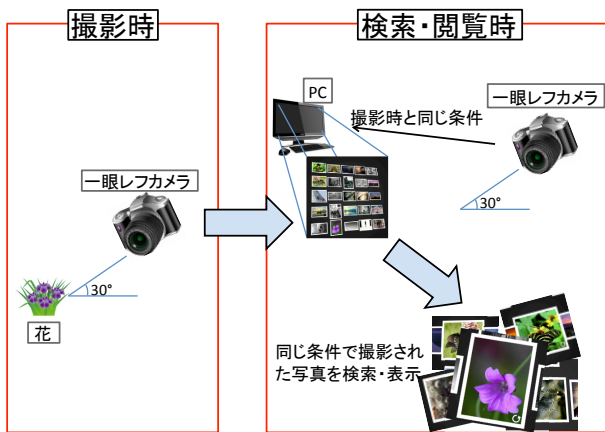 撮影時
一眼レフカメラ
30°
花
検索・閲覧時
PC
一眼レフカメラ
撮影時と同じ条件
30°
同じ条件で撮影され
た写真を検索・表示